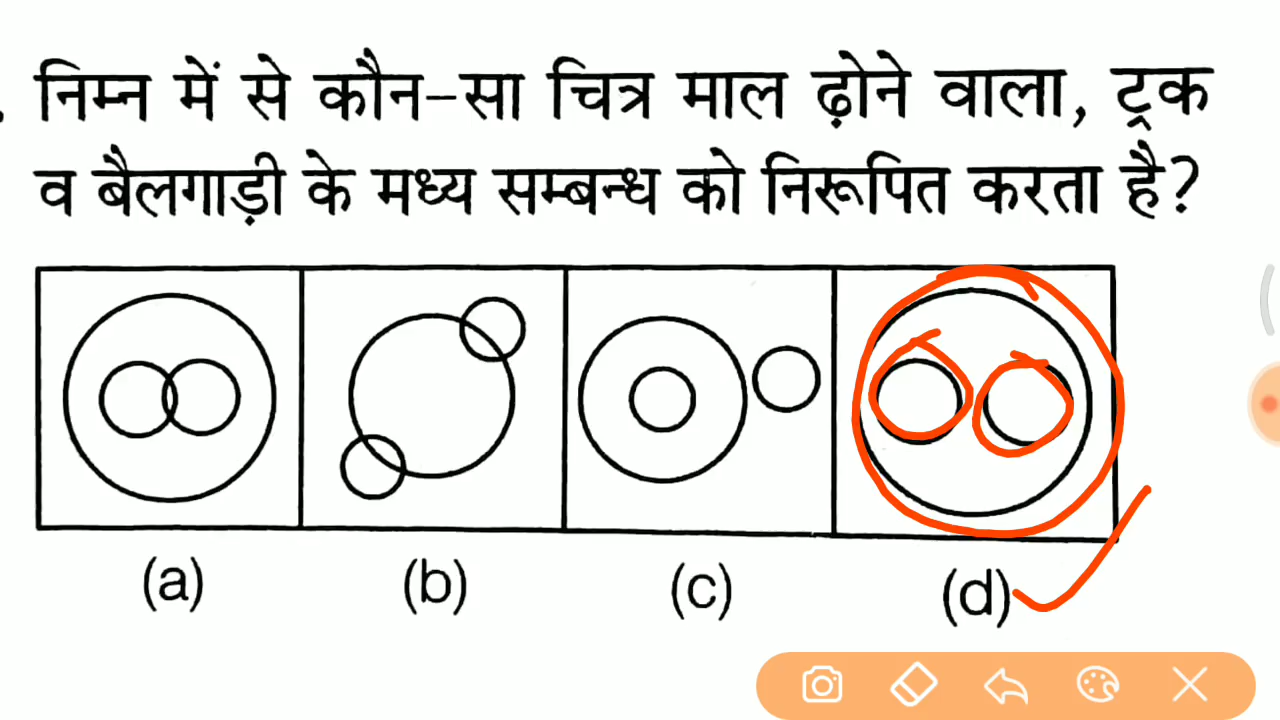 निम्न में से कौन-सा चित्र माल ढ़ोने वाला, ट्रक
व बैलगाड़ी के मध्य सम्बन्ध को निरूपित करता है?
(a) (b) (c) (d)